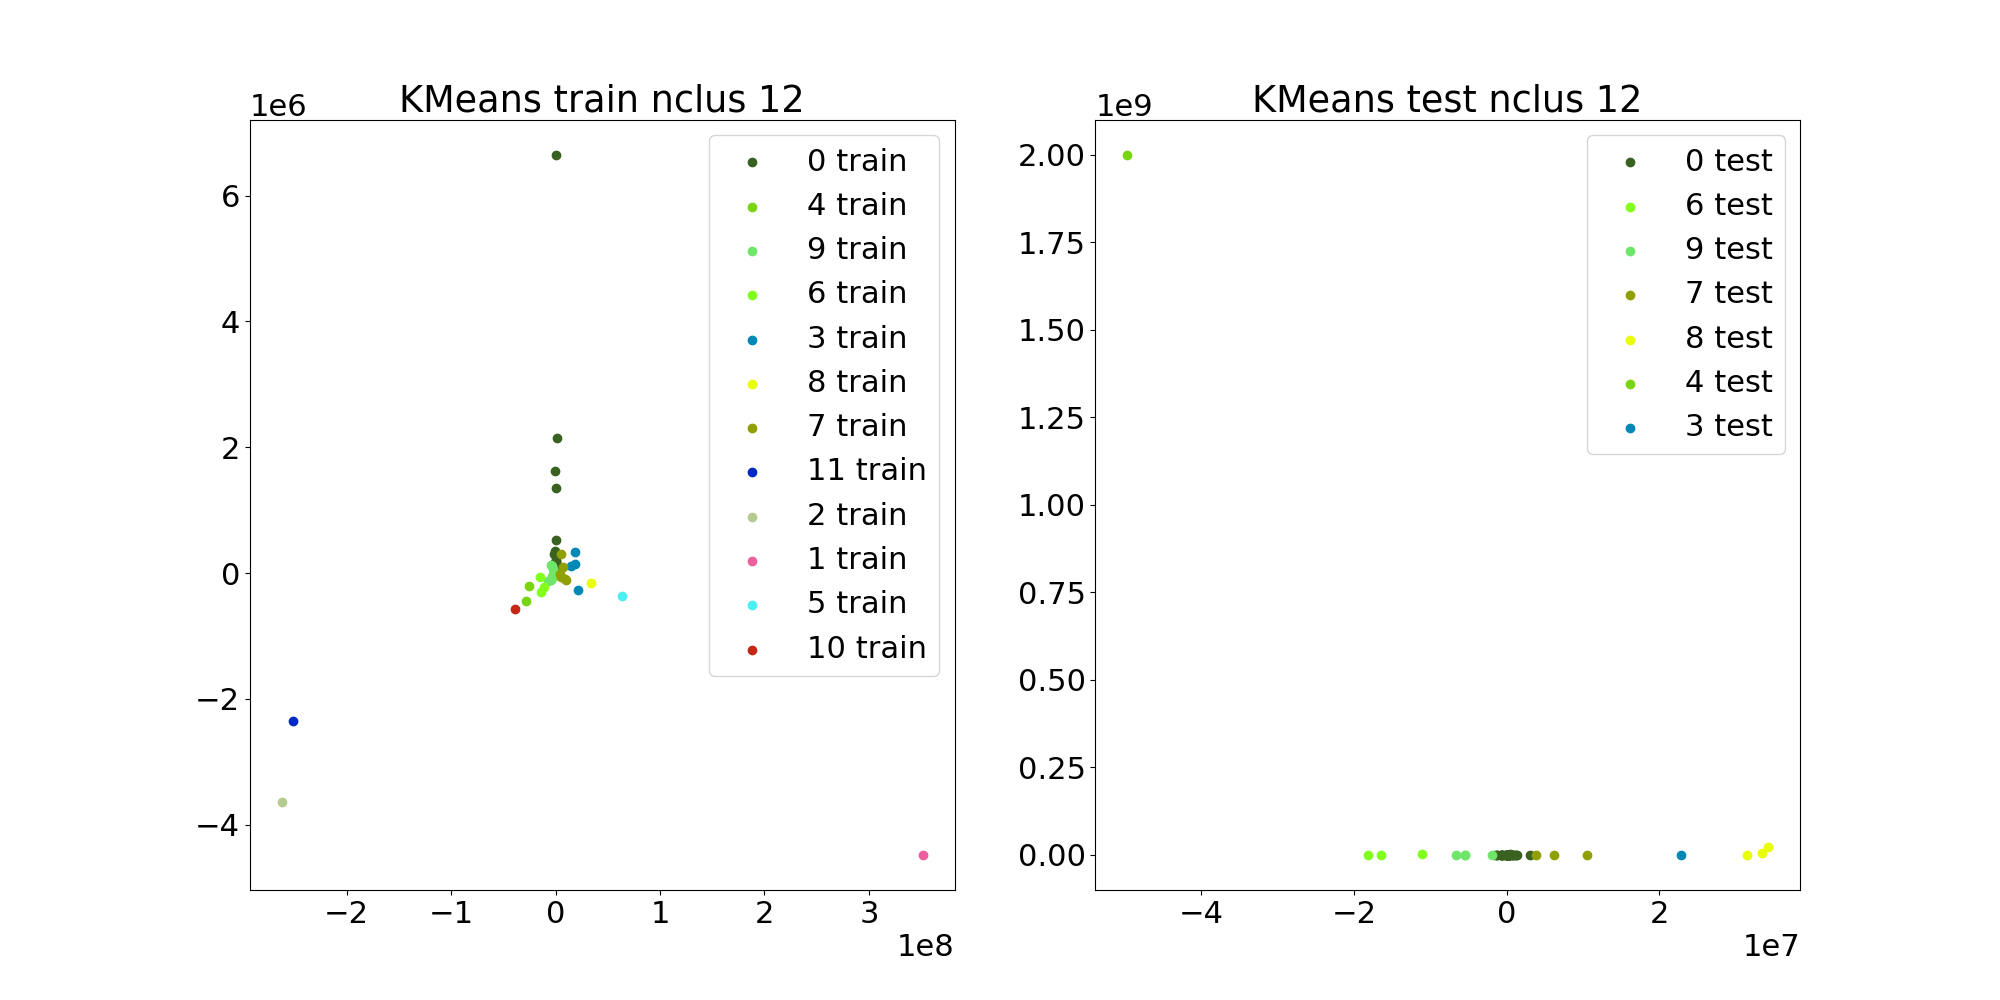 KMeans train nclus 12
1e6
6
4
2
0
−2
−4
−2
−1
0
1
2
3
1e8
0 train
4 train
9 train
6 train
3 train
8 train
7 train
11 train
2 train
1 train
5 train
10 train
KMeans test nclus 12
1e9
2.00
1.75
1.50
1.25
1.00
0.75
0.50
0.25
0.00
−4
−2
0
2
1e7
0 test
6 test
9 test
7 test
8 test
4 test
3 test